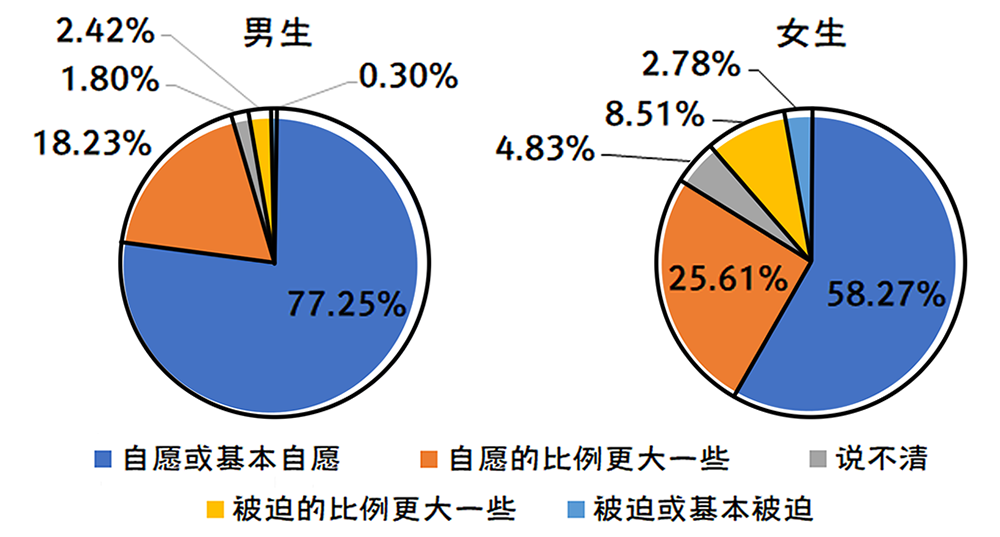 男生
2.42%
1.80%
0.30%
18.23%
77.25%
女生
2.78%
8.51%
4.83%
25.61%
58.27%
自愿或基本自愿 自愿的比例更大一些 说不清
被迫的比例更大一些 被迫或基本被迫